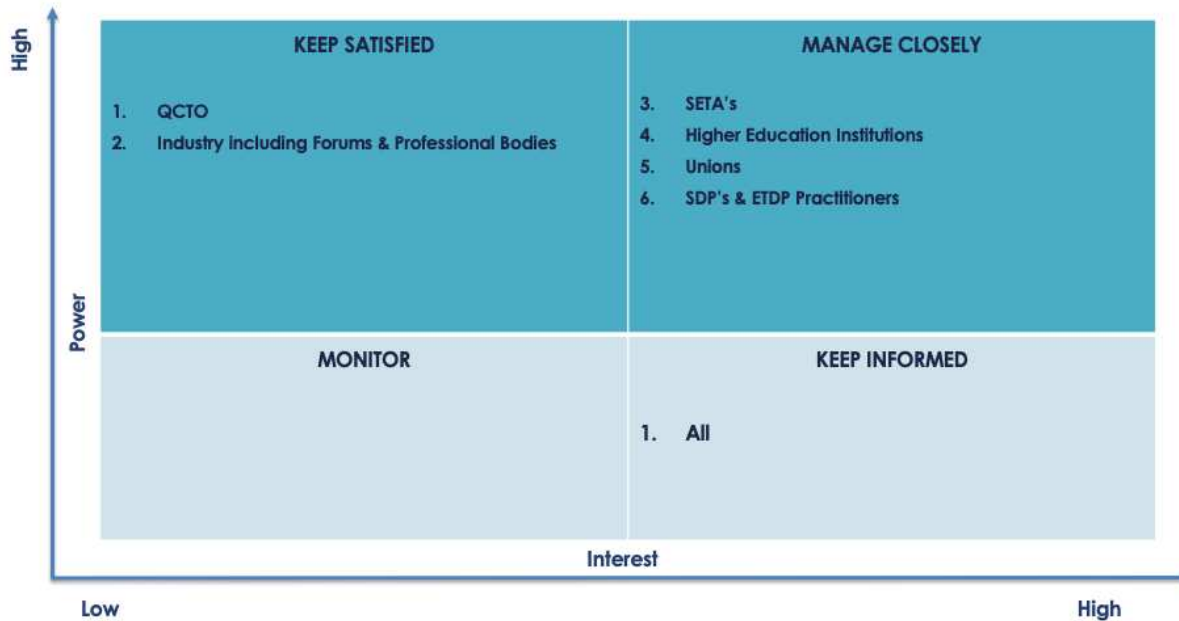 High
KEEP SATISFIED
1. QCTO
2. Industry including Forums & Professional Bodies
MANAGE CLOSELY
3. SETA's
4. Higher Education Institutions
5. Unions
6. SDP's & ETDP Practitioners
Power
MONITOR
KEEP INFORMED
1. All
Interest
Low
High